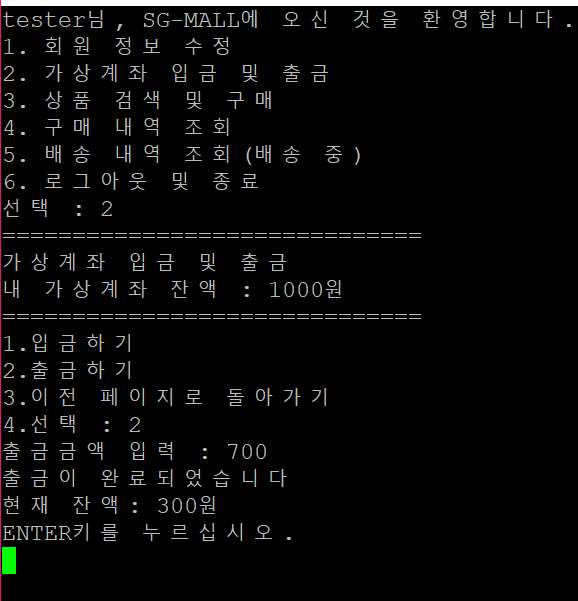 tester님, SG-MALL에 오신 것을 환영합니다.
1. 회원 정보 수정
2. 가상계좌 입금 및 출금
3. 상품 검색 및 구매
4. 구매 내역 조회
5. 배송 내역 조회(배송 중)
6. 로그아웃 및 종료
선택 : 2
==============================
가상계좌 입금 및 출금
내 가상계좌 잔액 : 1000원
==============================
1.입금하기
2.출금하기
3.이전 페이지로 돌아가기
4.선택 : 2
출금금액 입력 : 700
출금이 완료되었습니다
현재 잔액: 300원
ENTER키를 누르십시오.